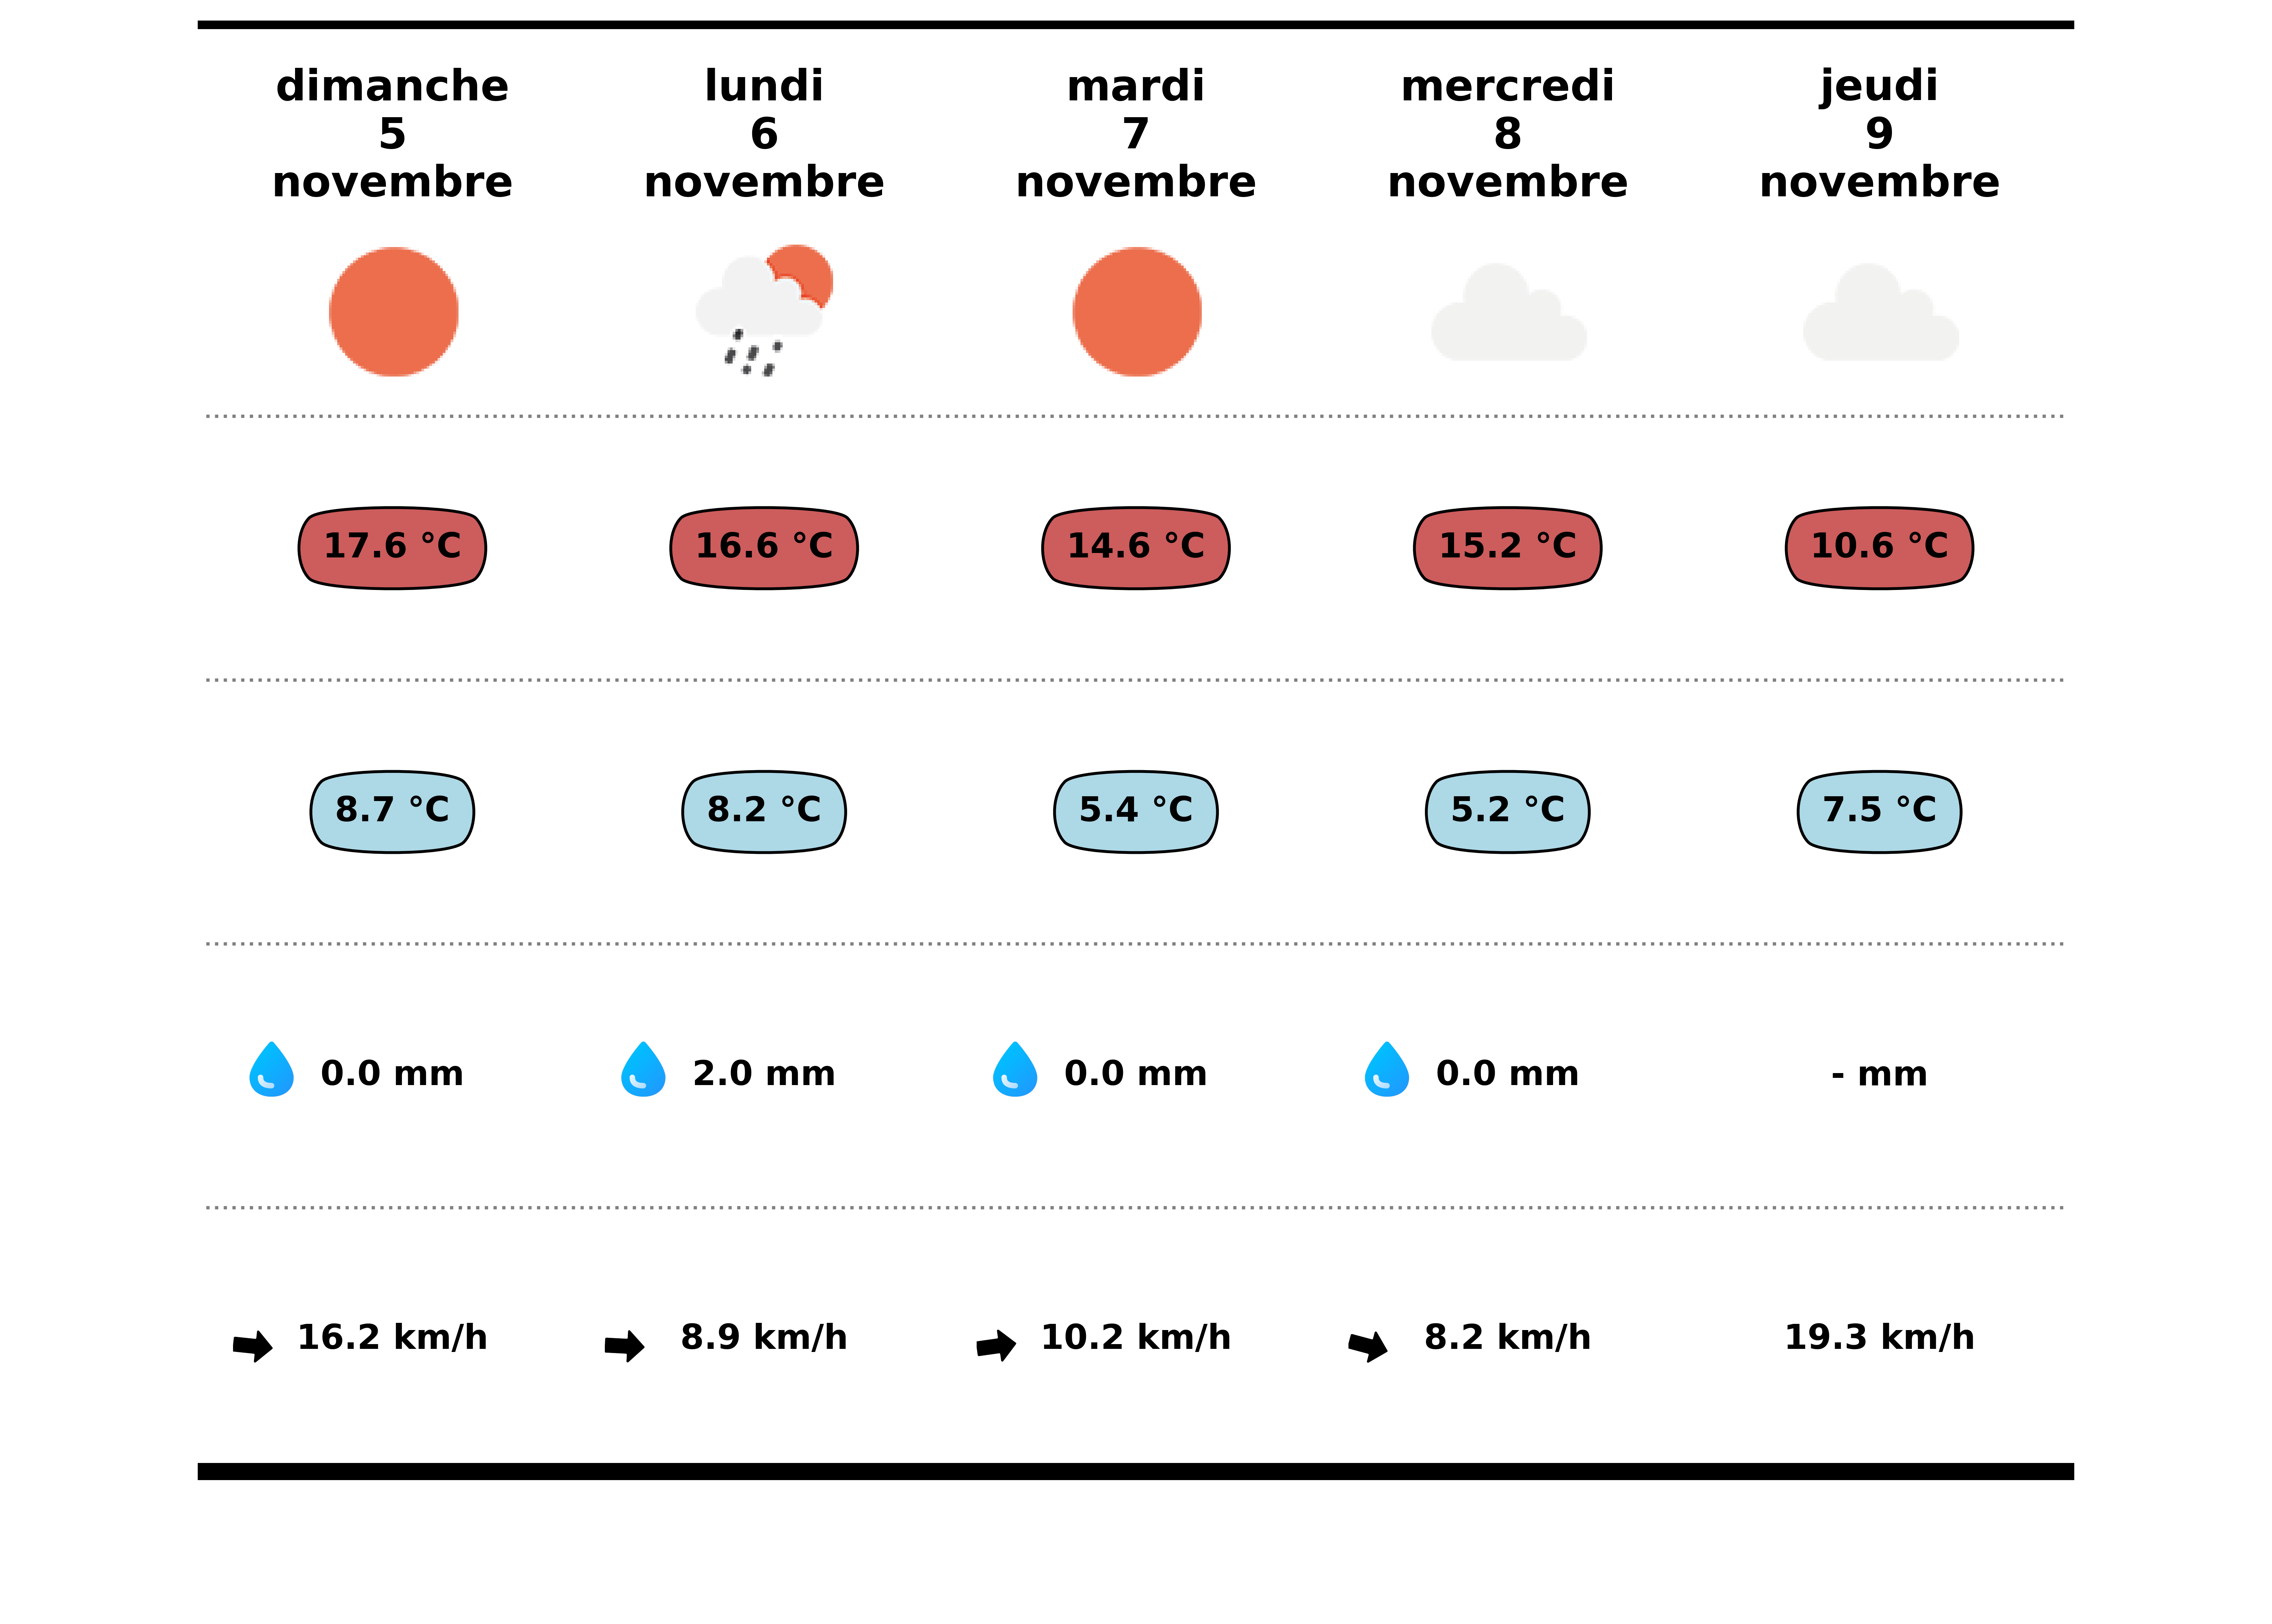 dimanche
5
novembre
lundi
6
novembre
mardi
7
novembre
mercredi
8
novembre
jeudi
9
novembre
17.6 °C
16.6 °C
14.6 °C
15.2 °C
10.6 °C
8.7 °C
8.2 °C
5.4 °C
5.2 °C
7.5 °C
0.0 mm
2.0 mm
0.0 mm
0.0 mm
- mm
16.2 km/h
8.9 km/h
10.2 km/h
8.2 km/h
19.3 km/h